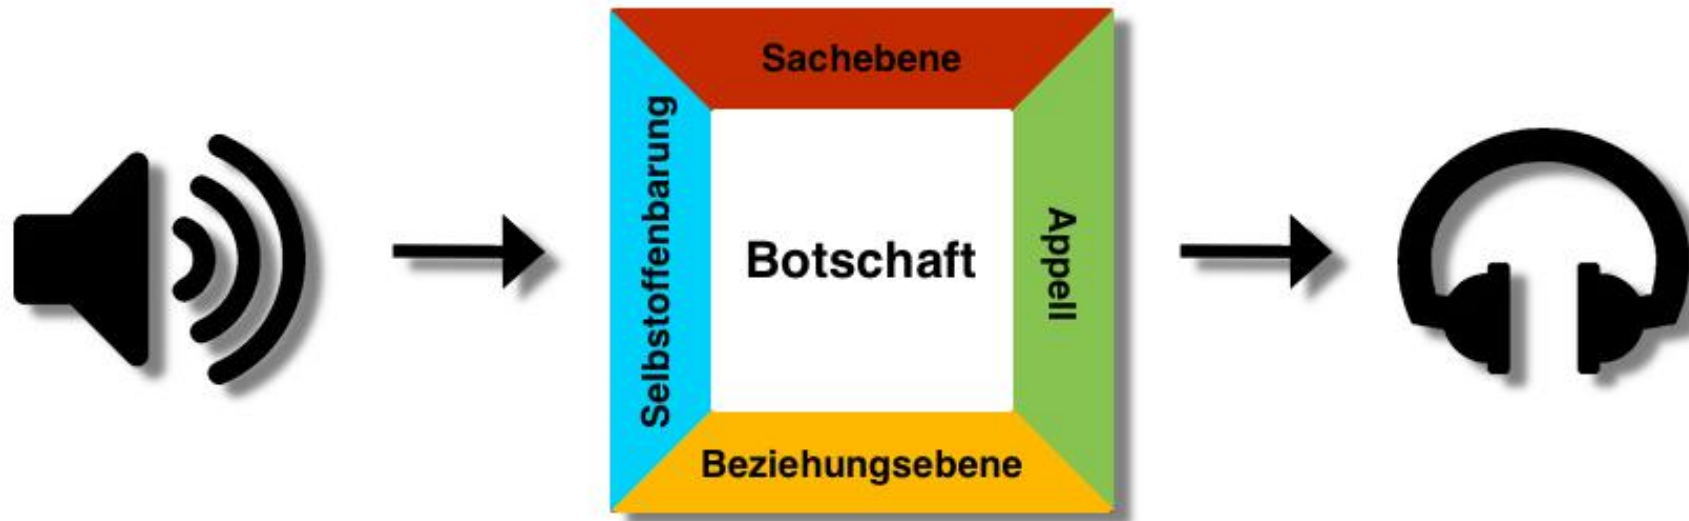 Sachebene
Selbstoffenbarung
Botschaft
Appell
Beziehungsebene